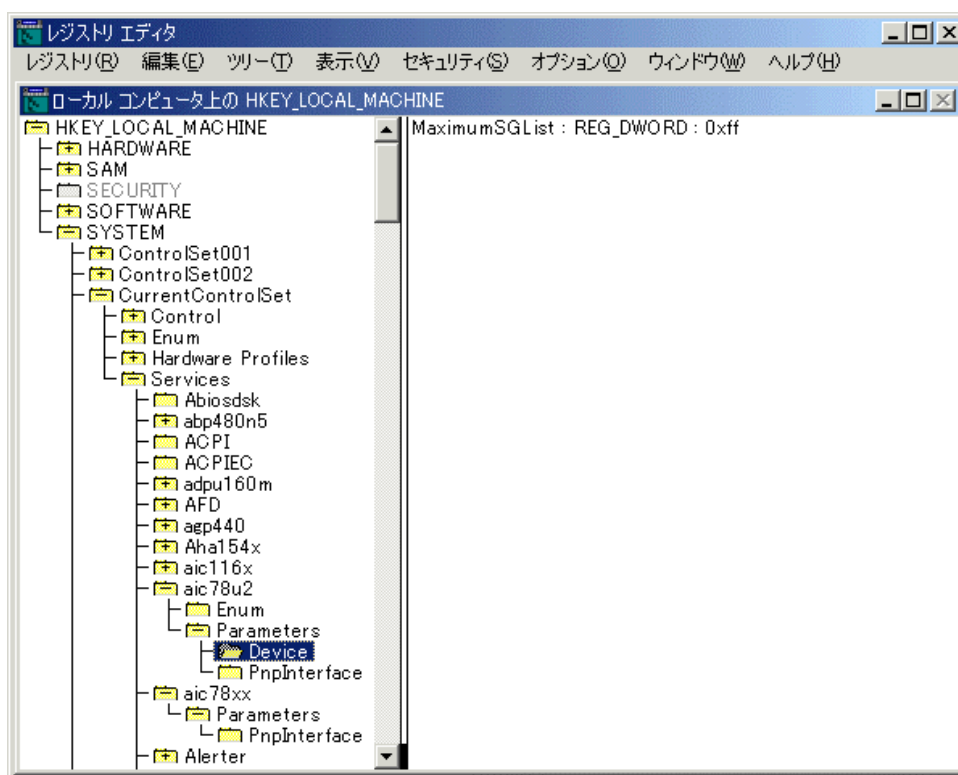 レジストリ エディタ
レジストリ(R) 編集(E) ツリー(T) 表示(V) セキュリティ(S) オプション(O) ウィンドウ(W) ヘルプ(H)
ローカル コンピュータ上の HKEY_LOCAL_MACHINE
HKEY_LOCAL_MACHINE
HARDWARE
SAM
SECURITY
SOFTWARE
SYSTEM
ControlSet001
ControlSet002
CurrentControlSet
Control
Enum
Hardware Profiles
Services
Abiosdsk
abp480n5
ACPI
ACPIEC
adpu160m
AFD
agp440
Aha154x
aic116x
aic78u2
Enum
Parameters
Device
PnpInterface
aic78xx
Parameters
PnpInterface
Alerter
MaximumSGList : REG_DWORD : 0xff